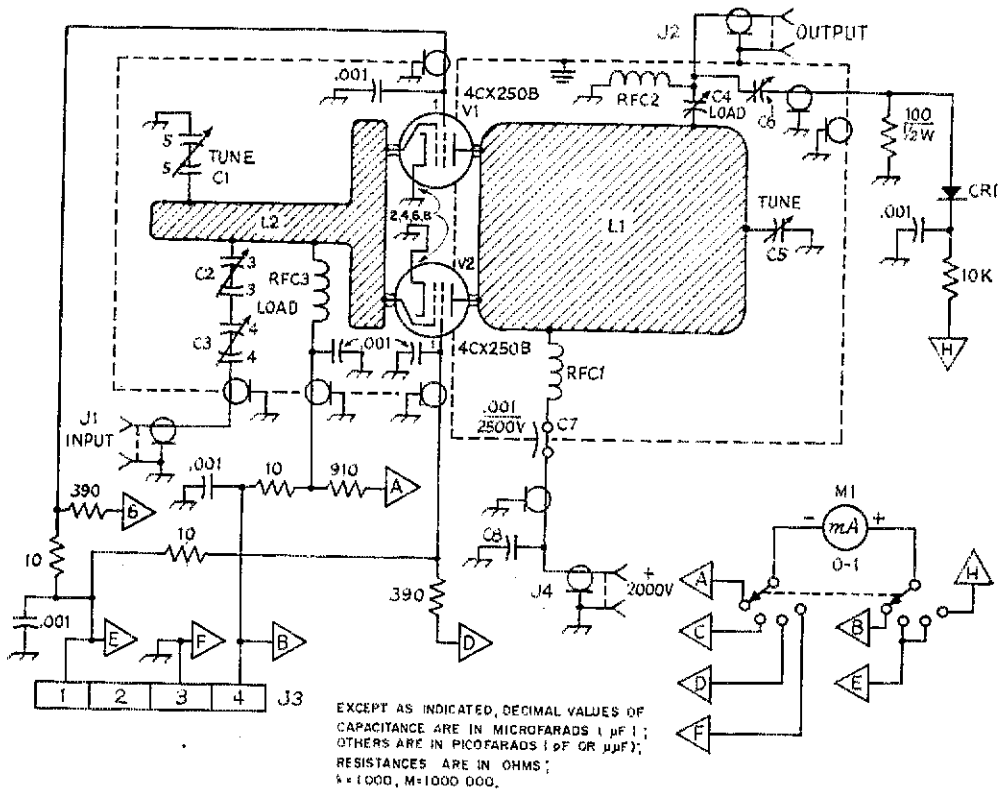 J2
OUTPUT
.001
4CX250B
V1
RFC2
C4
LOAD
C6
100
1/2W
CR1
5
5
TUNE
C1
2,4,6,8
L2
L1
TUNE
C5
.001
10K
H
C2
3
3
RFC3
LOAD
V2
C3
4
4
.001
1
1
4CX250B
RFC1
J1
INPUT
.001
2500V
C7
.001
10
910
A
390
6
10
10
C8
J4
+
2000V
390
M1
-
mA
+
0-1
A
H
.001
E
F
B
D
C
B
D
E
F
1
2
3
4
J3
EXCEPT AS INDICATED, DECIMAL VALUES OF
CAPACITANCE ARE IN MICROFARADS (µF);
OTHERS ARE IN PICOFARADS (pF OR µµF);
RESISTANCES ARE IN OHMS;
k=1000, M=1000 000.